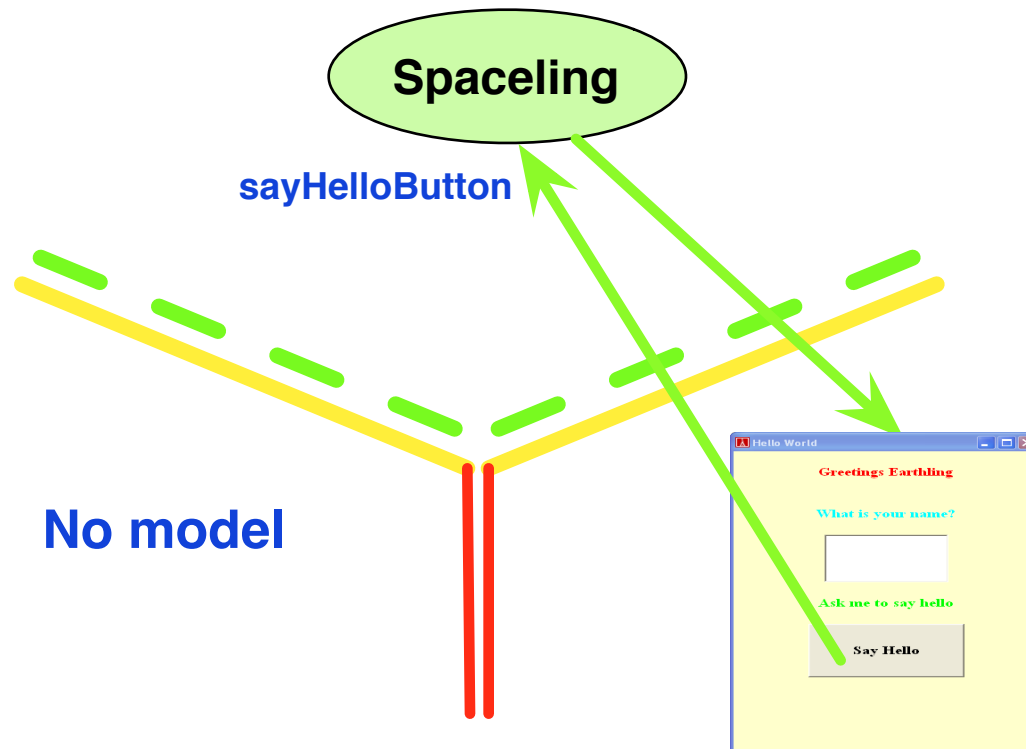 Spaceling
sayHelloButton
No model
Hello World
Greetings Earthling
What is your name?
Ask me to say hello
Say Hello